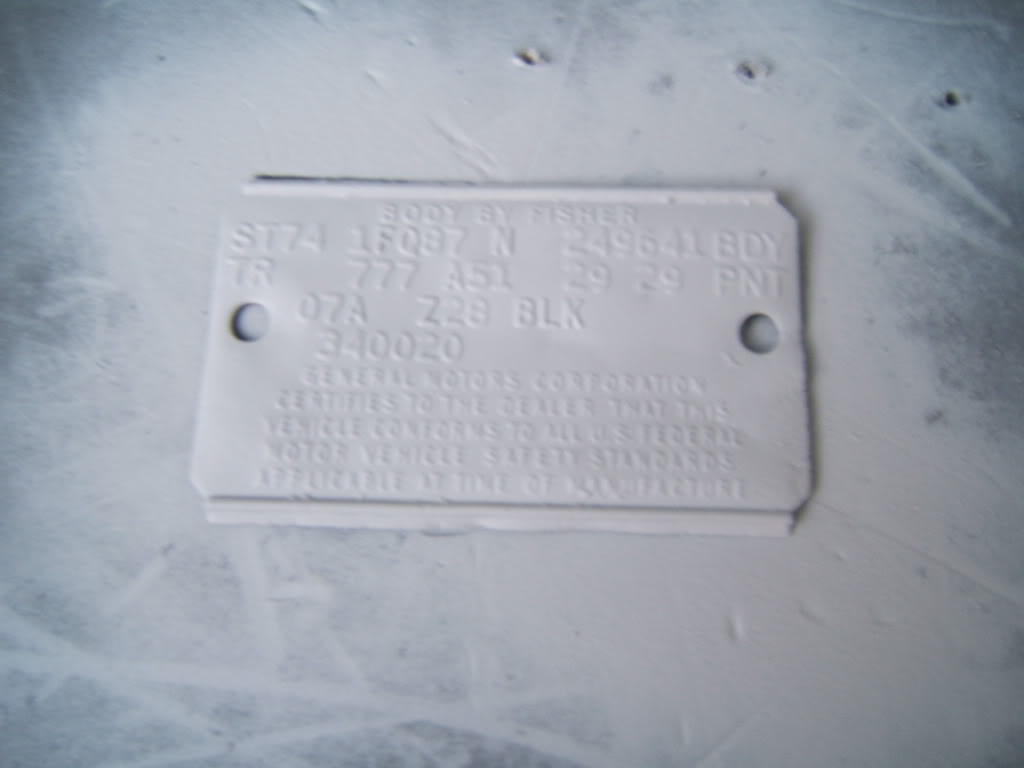 BODY BY FISHER
ST74 1FQ87 N 249641 BDY
TR 777 A51 29 29 PNT
07A Z28 BLK
340020
GENERAL MOTORS CORPORATION
CERTIFIES TO THE DEALER THAT THIS
VEHICLE CONFORMS TO ALL U.S. FEDERAL
MOTOR VEHICLE SAFETY STANDARDS
APPLICABLE AT TIME OF MANUFACTURE